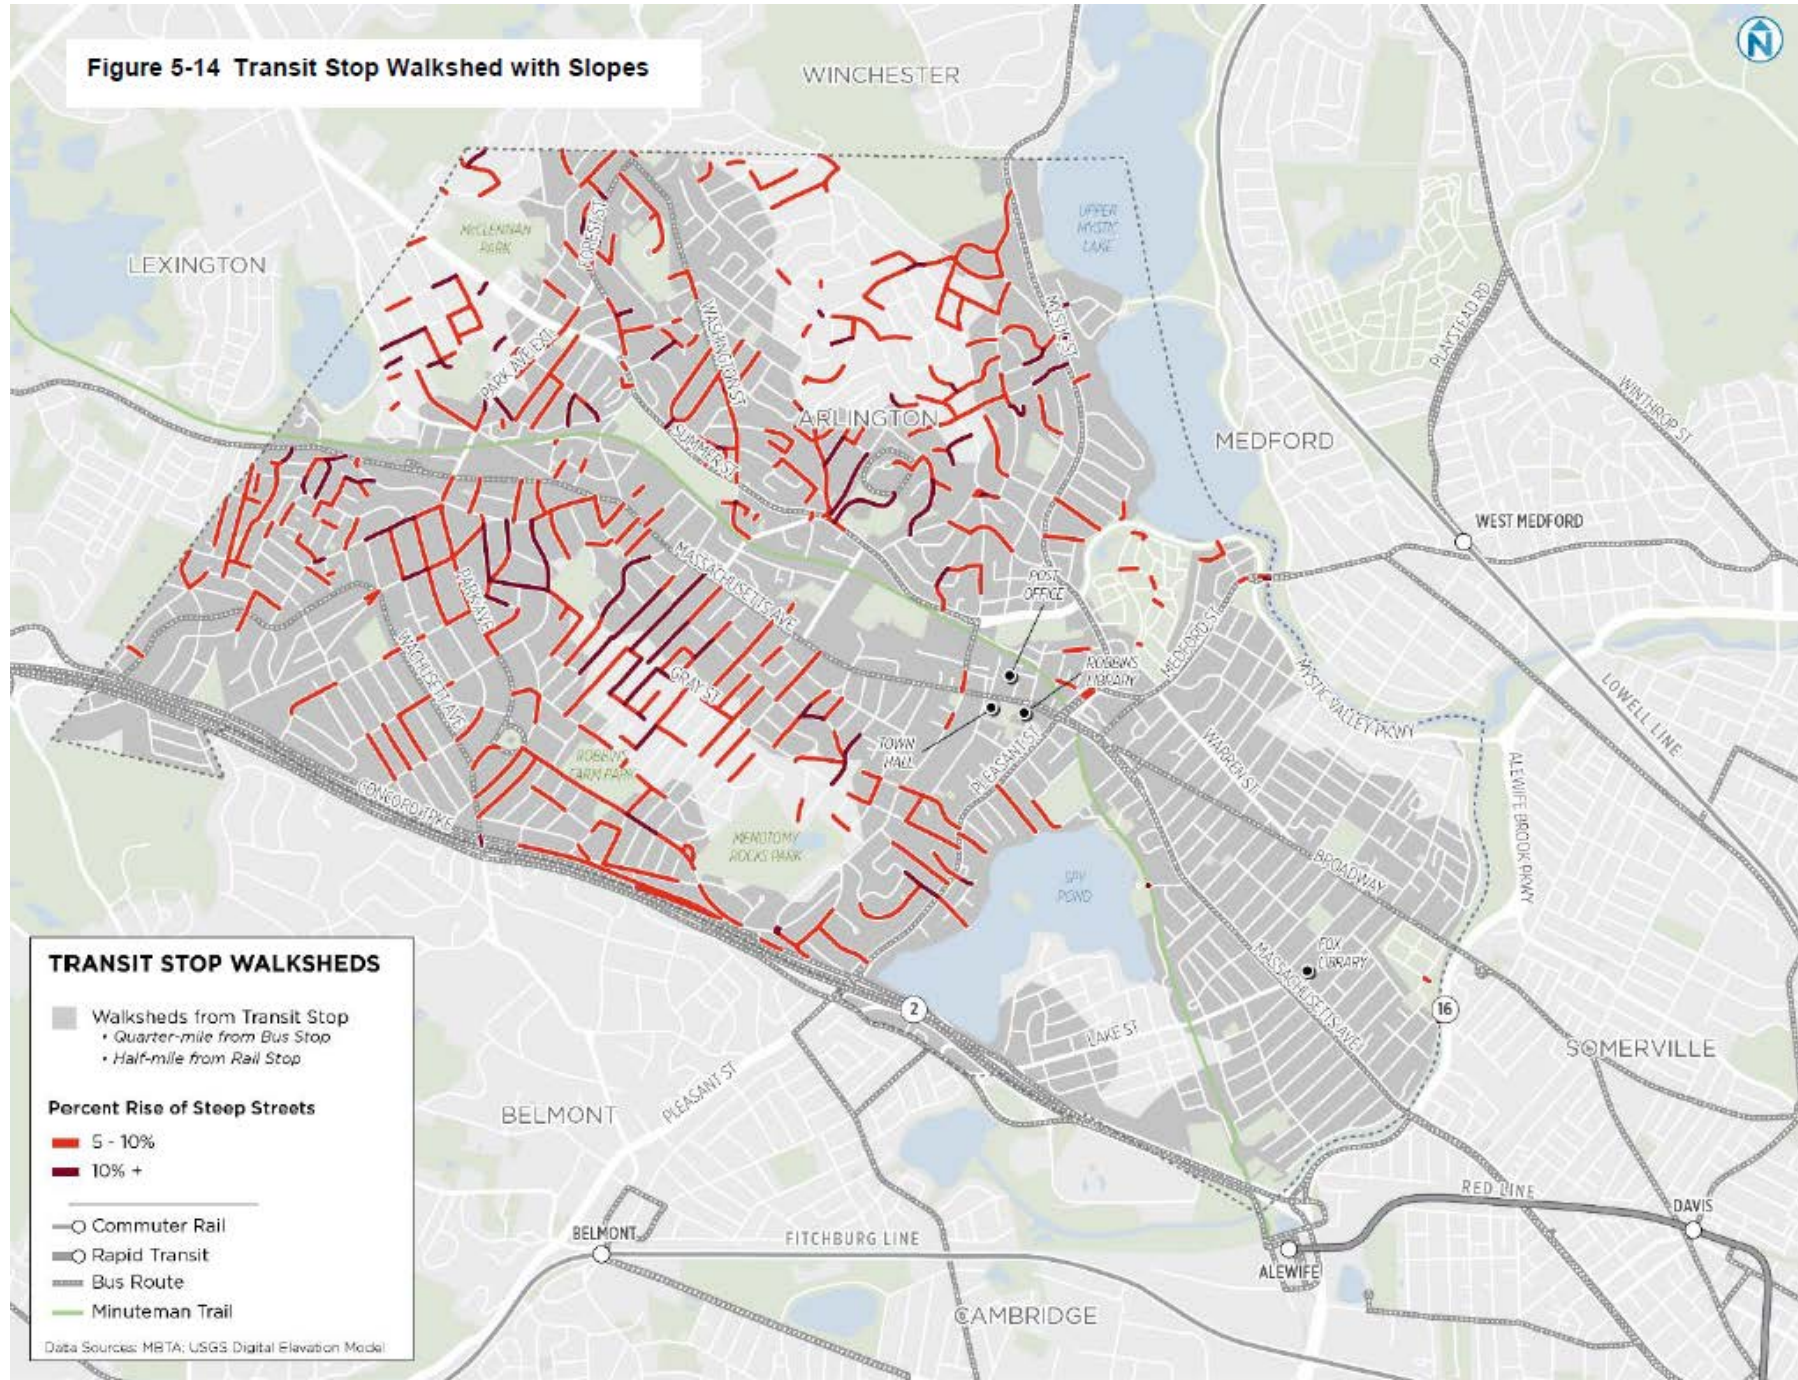 Figure 5-14 Transit Stop Walkshed with Slopes
N
WINCHESTER
LEXINGTON
McCLENNAN
PARK
FOREST ST
UPPER
MYSTIC
LAKE
PLAYSTEAD RD
WASHINGTON ST
MYSTIC ST
PARK AVE EXT
WINTHROP ST
ARLINGTON
MEDFORD
SUMMER ST
WEST MEDFORD
MASSACHUSETTS AVE
POST
OFFICE
PARK AVE
MEDFORD ST
WACHUSETT AVE
GRAY ST
ROBBINS
LIBRARY
MYSTIC VALLEY PKWY
LOWELL LINE
TOWN
HALL
PLEASANT ST
WARREN ST
ROBBINS
FARM PARK
CONCORD TPKE
ALEWIFE BROOK PKWY
MENOTOMY
ROCKS PARK
SPY
POND
BROADWAY
FOX
LIBRARY
MASSACHUSETTS AVE
2
16
LAKE ST
SOMERVILLE
BELMONT
PLEASANT ST
RED LINE
DAVIS
BELMONT
FITCHBURG LINE
ALEWIFE
CAMBRIDGE
TRANSIT STOP WALKSHEDS
Walksheds from Transit Stop
• Quarter-mile from Bus Stop
• Half-mile from Rail Stop
Percent Rise of Steep Streets
5 - 10%
10% +
Commuter Rail
Rapid Transit
Bus Route
Minuteman Trail
Data Sources: MBTA; USGS Digital Elevation Model